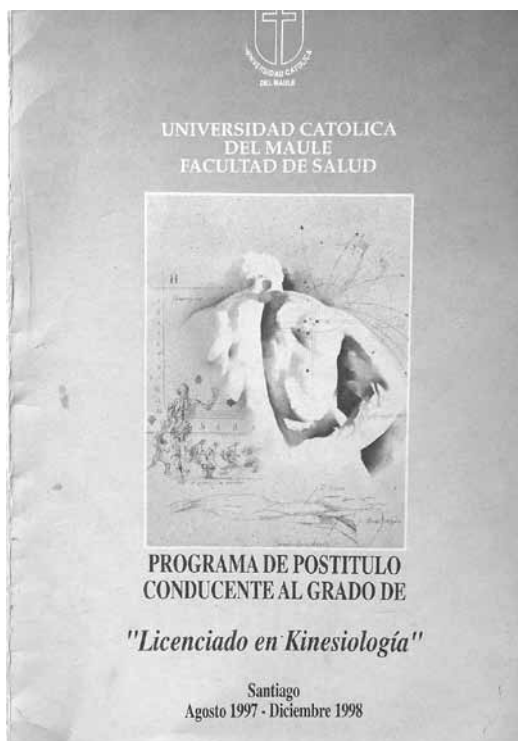 UNIVERSIDAD CATOLICA
DEL MAULE
UNIVERSIDAD CATOLICA
DEL MAULE
FACULTAD DE SALUD
PROGRAMA DE POSTITULO
CONDUCENTE AL GRADO DE
"Licenciado en Kinesiología"
Santiago
Agosto 1997 - Diciembre 1998